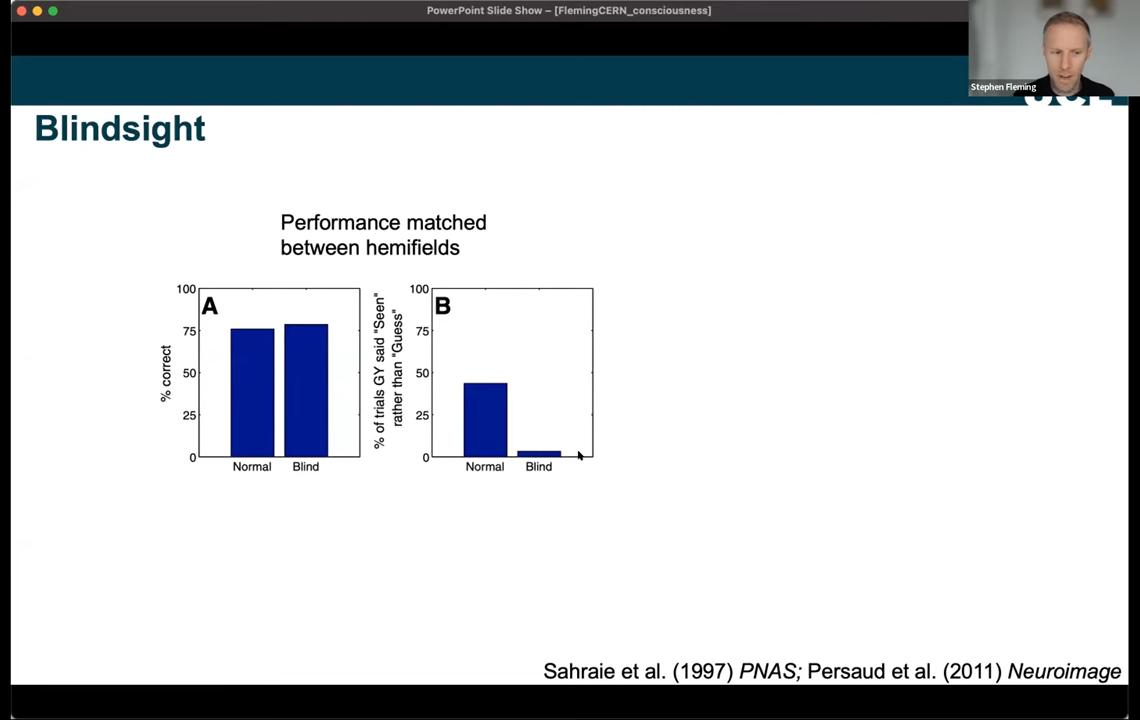 PowerPoint Slide Show – [FlemingCERN_consciousness]
Stephen Fleming
Blindsight
Performance matched
between hemifields
A
% correct
100
75
50
25
0
Normal Blind
B
% of trials GY said "Seen"
rather than "Guess"
100
75
50
25
0
Normal Blind
Sahraie et al. (1997) PNAS; Persaud et al. (2011) Neuroimage